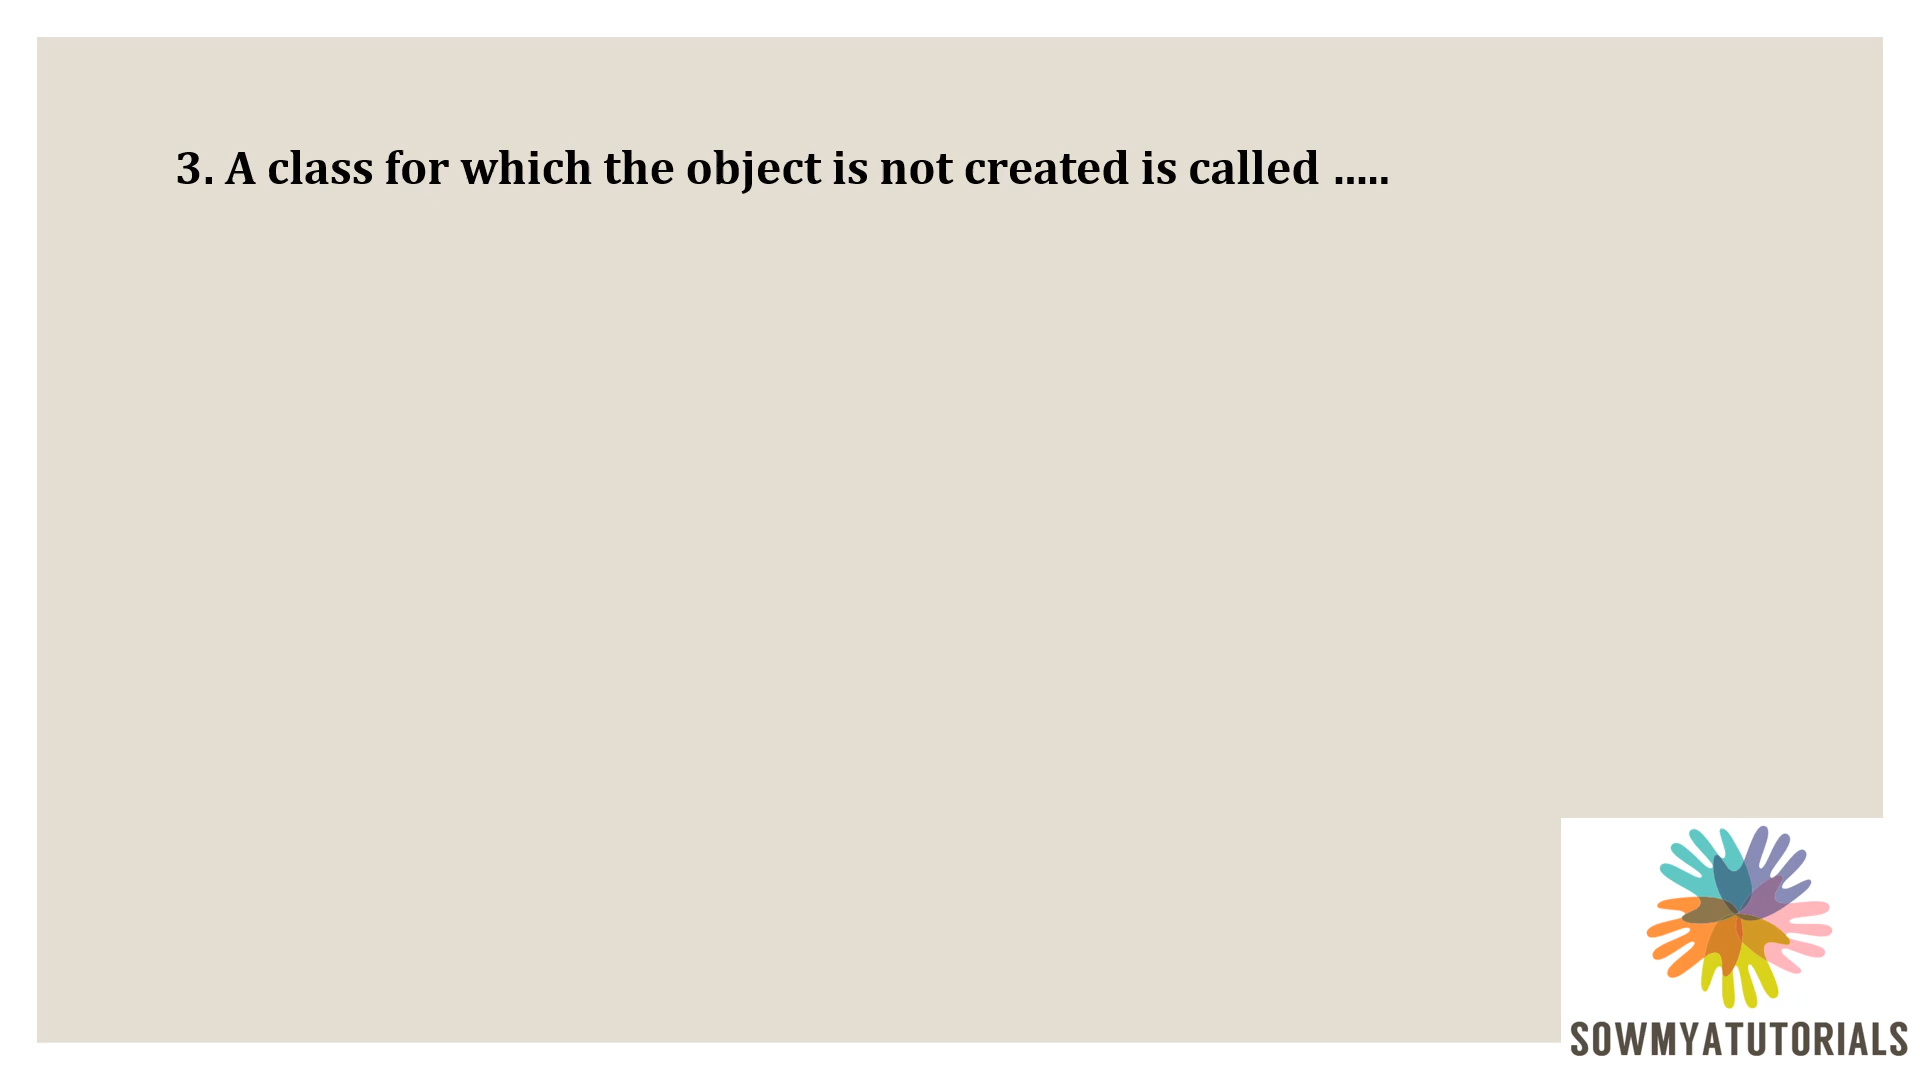 3. A class for which the object is not created is called .....
SOWMYATUTORIALS